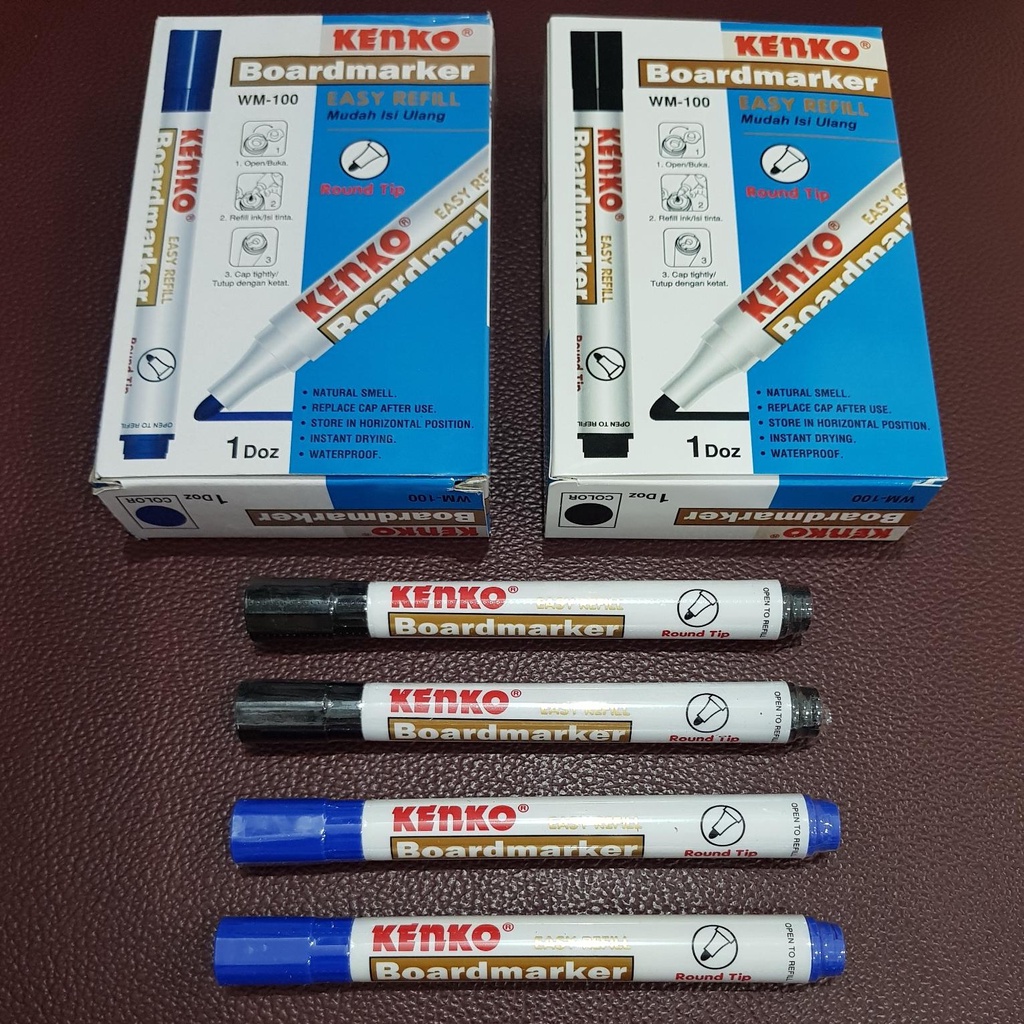 KENKO®
Boardmarker
WM-100
EASY REFILL
Mudah Isi Ulang
1. Open/Buka.
2. Refill ink/Isi tinta.
3. Cap tightly/
Tutup dengan ketat.
Round Tip
KENKO®
Boardmarker
EASY REFILL
Round Tip
OPEN TO REFILL
KENKO®
EASY RE
Boardmar
• NATURAL SMELL.
• REPLACE CAP AFTER USE.
• STORE IN HORIZONTAL POSITION.
• INSTANT DRYING.
• WATERPROOF.
1 Doz
COLOR
1 Doz
WM-100
Boardmarker
KENKO®
KENKO®
Boardmarker
WM-100
EASY REFILL
Mudah Isi Ulang
1. Open/Buka.
2. Refill ink/Isi tinta.
3. Cap tightly/
Tutup dengan ketat.
Round Tip
KENKO®
Boardmarker
EASY REFILL
Round Tip
OPEN TO REFILL
KENKO®
EASY RE
Boardmar
• NATURAL SMELL.
• REPLACE CAP AFTER USE.
• STORE IN HORIZONTAL POSITION.
• INSTANT DRYING.
• WATERPROOF.
1 Doz
COLOR
1 Doz
WM-100
Boardmarker
KENKO®
KENKO®
EASY REFILL
Boardmarker
Round Tip
OPEN TO REFILL
KENKO®
EASY REFILL
Boardmarker
Round Tip
OPEN TO REFILL
KENKO®
EASY REFILL
Boardmarker
Round Tip
OPEN TO REFILL
KENKO®
EASY REFILL
Boardmarker
Round Tip
OPEN TO REFILL